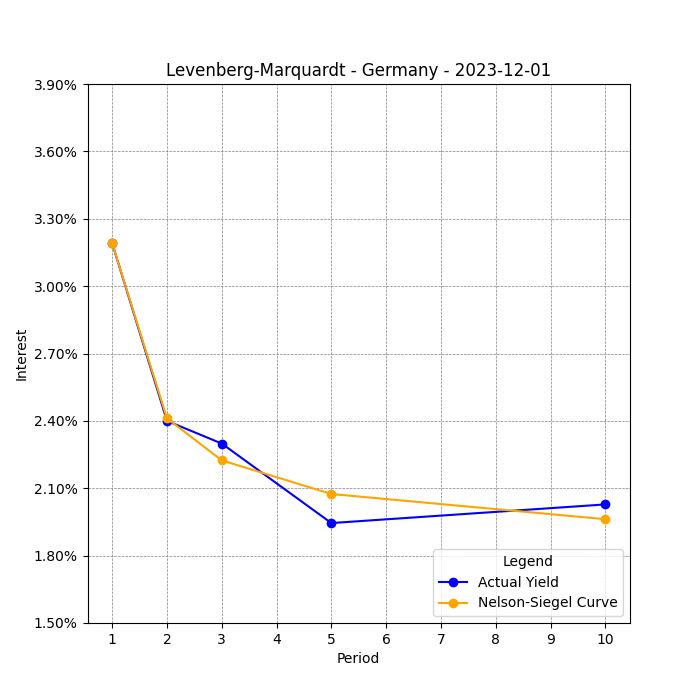 Levenberg-Marquardt - Germany - 2023-12-01
3.90%
3.60%
3.30%
3.00%
2.70%
2.40%
2.10%
1.80%
1.50%
Interest
1 2 3 4 5 6 7 8 9 10
Period
Legend
Actual Yield
Nelson-Siegel Curve